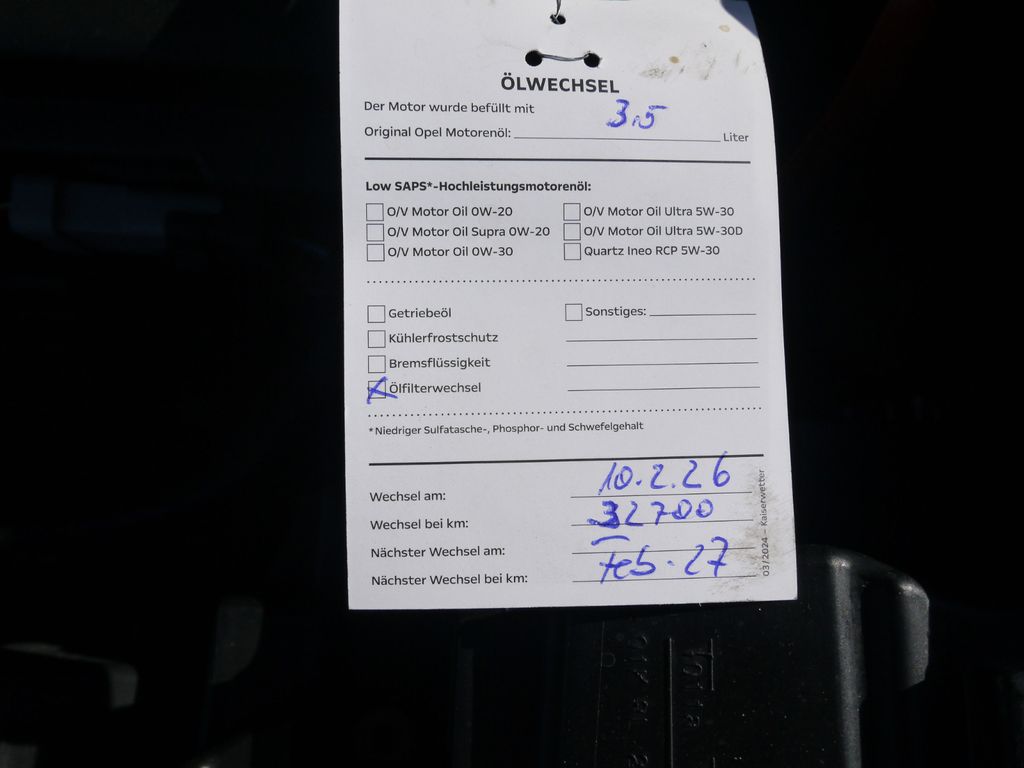 ÖLWECHSEL
Der Motor wurde befüllt mit
Original Opel Motorenöl: 3,5 Liter
Low SAPS*-Hochleistungsmotorenöl:
O/V Motor Oil 0W-20 O/V Motor Oil Ultra 5W-30
O/V Motor Oil Supra 0W-20 O/V Motor Oil Ultra 5W-30D
O/V Motor Oil 0W-30 Quartz Ineo RCP 5W-30
Getriebeöl Sonstiges:
Kühlerfrostschutz
Bremsflüssigkeit
Ölfilterwechsel
*Niedriger Sulfatasche-, Phosphor- und Schwefelgehalt
Wechsel am: 10.2.26
Wechsel bei km: 32700
Nächster Wechsel am: Feb. 27
Nächster Wechsel bei km:
03/2024 – Kaiserwetter